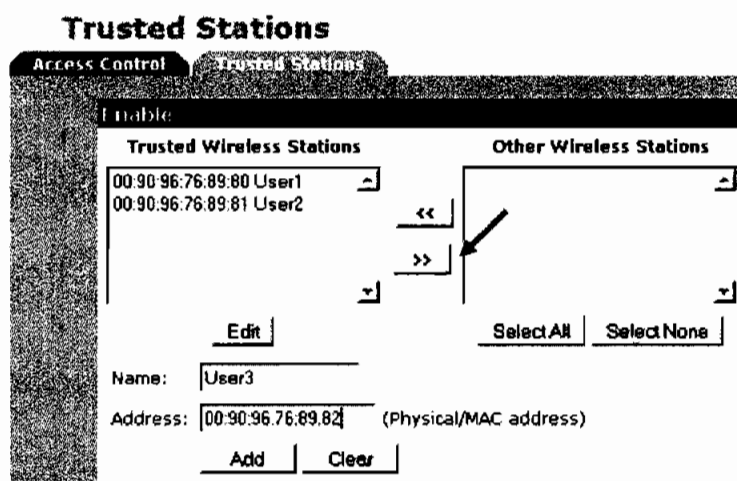 Trusted Stations
Access Control Trusted Stations
Enable
Trusted Wireless Stations Other Wireless Stations
00:90:96:76:89:80 User1
00:90:96:76:89:81 User2
<<
>>
Edit Select All Select None
Name: User3
Address: 00:90:96.76:89.82 (Physical/MAC address)
Add Clear